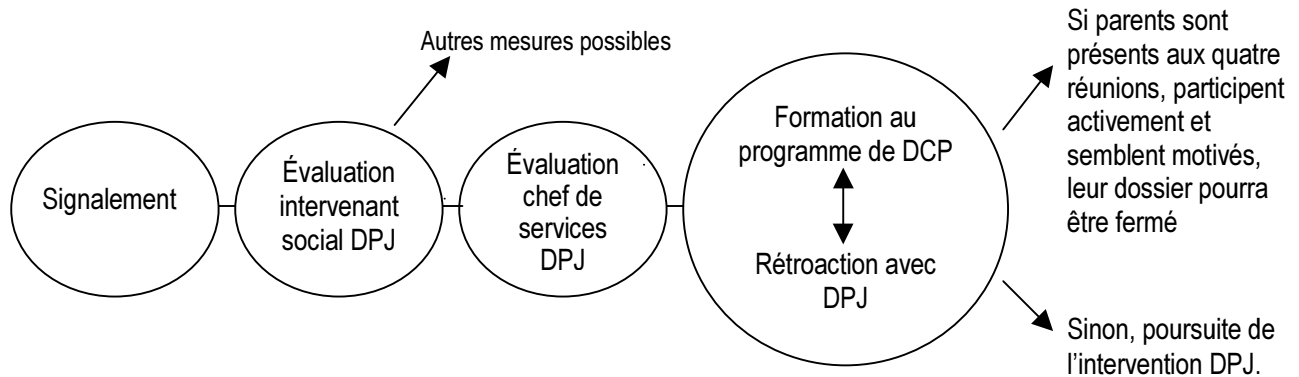 Signalement
Évaluation
intervenant
social DPJ
Autres mesures possibles
Évaluation
chef de
services
DPJ
Formation au
programme de DCP
Rétroaction avec
DPJ
Si parents sont
présents aux quatre
réunions, participent
activement et
semblent motivés,
leur dossier pourra
être fermé
Sinon, poursuite de
l’intervention DPJ.